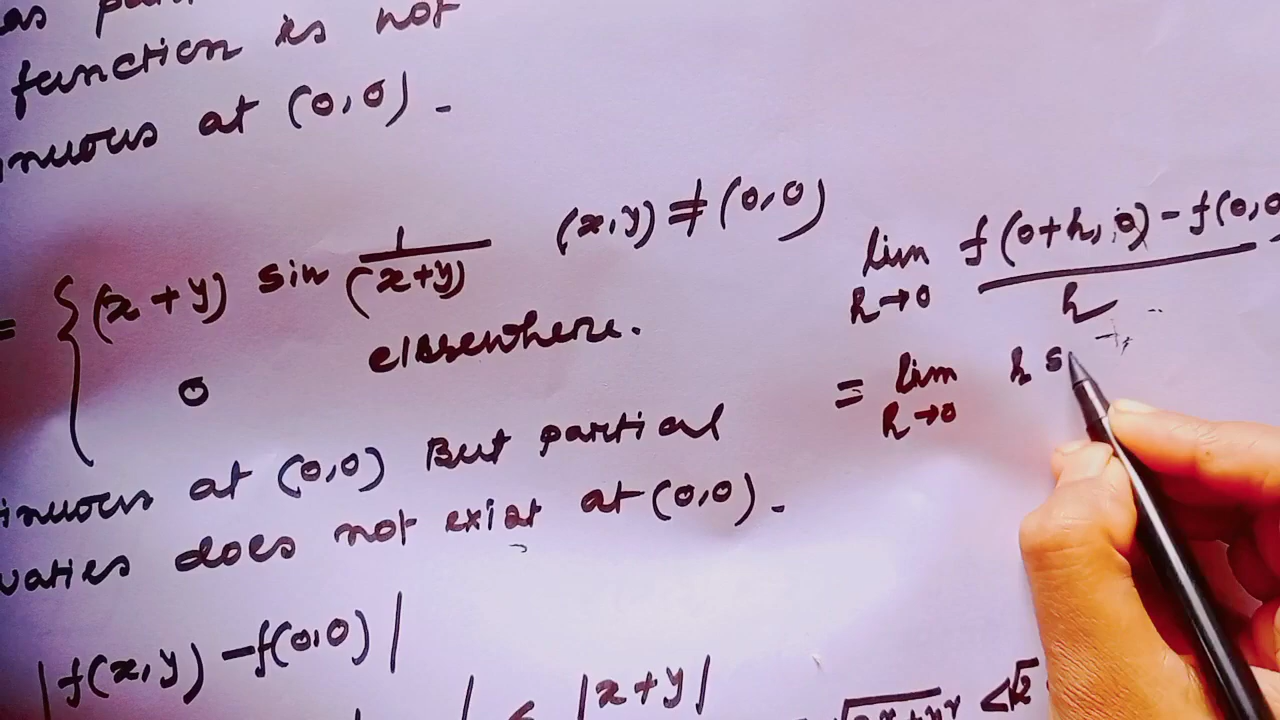 function is not
at (0,0).
= { (x+y) sin 1/(x+y) (x,y) ≠ (0,0)
0 elsewhere.
at (0,0) But partial
does not exist at (0,0).
|f(x,y) - f(0,0)|
|x+y|
lim h→0 f(0+h, 0) - f(0,0 / h
= lim h→0 h s